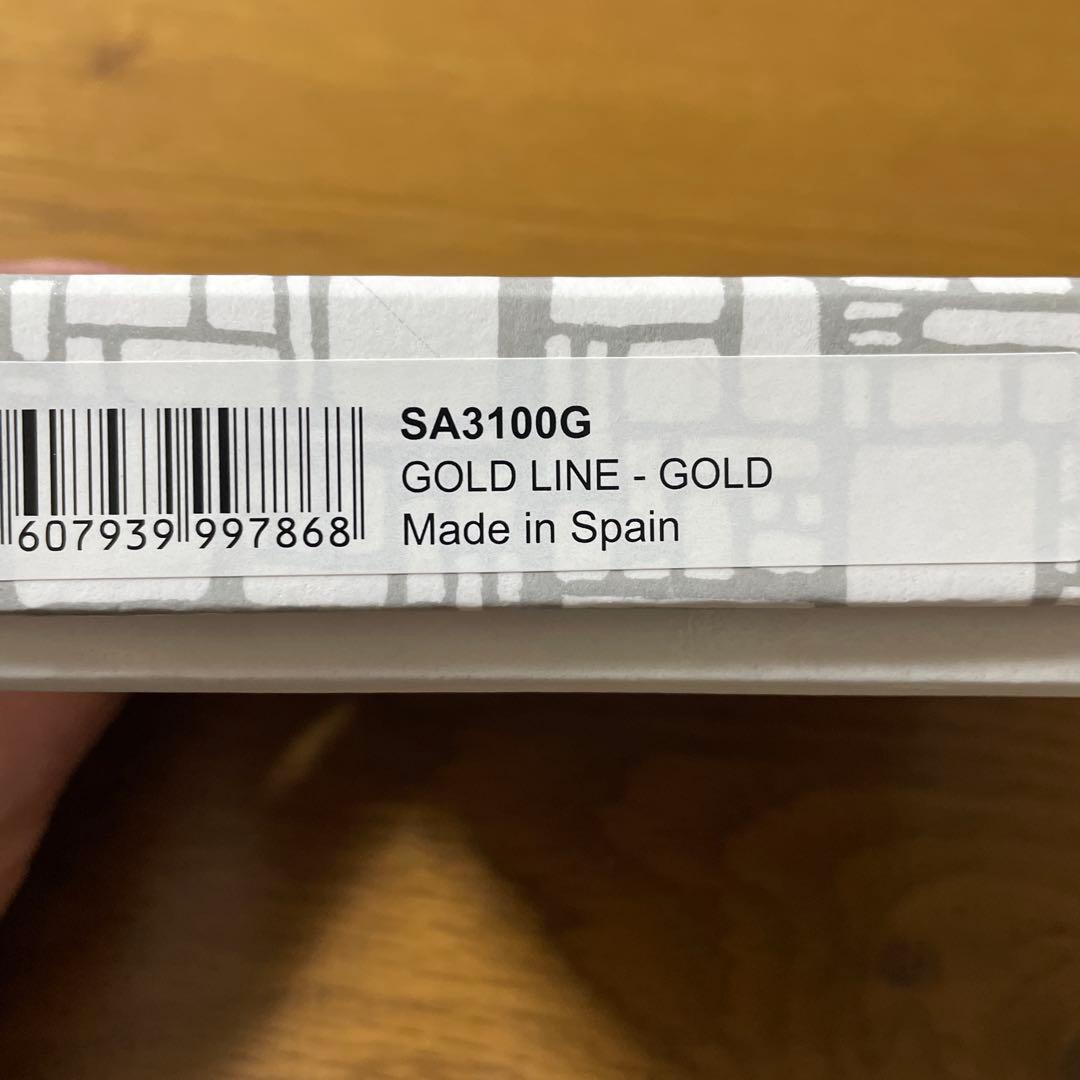 SA3100G
GOLD LINE - GOLD
Made in Spain
607939 997868